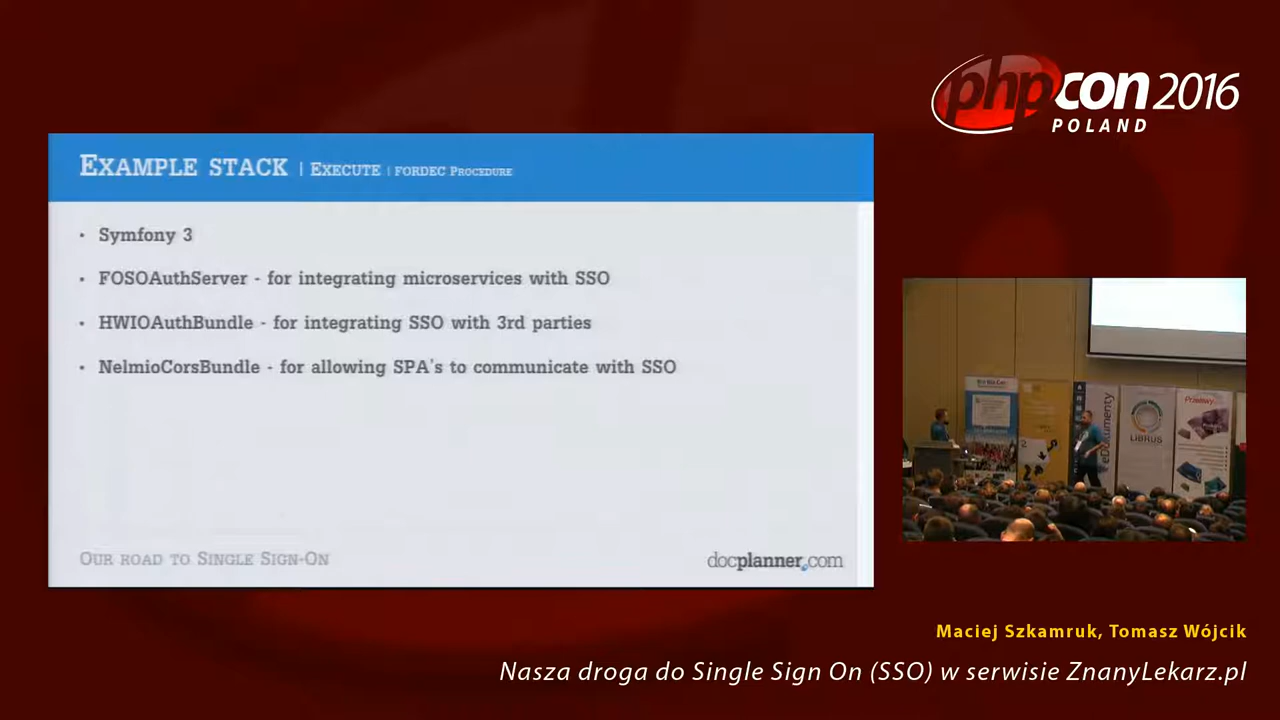 phpcon 2016
POLAND
EXAMPLE STACK | EXECUTE | FORDEC PROCEDURE
• Symfony 3
• FOSOAuthServer - for integrating microservices with SSO
• HWIOAuthBundle - for integrating SSO with 3rd parties
• NelmioCorsBundle - for allowing SPA's to communicate with SSO
OUR ROAD TO SINGLE SIGN-ON
docplanner.com
eDokumenty
LIBRUS
Maciej Szkamruk, Tomasz Wójcik
Nasza droga do Single Sign On (SSO) w serwisie ZnanyLekarz.pl